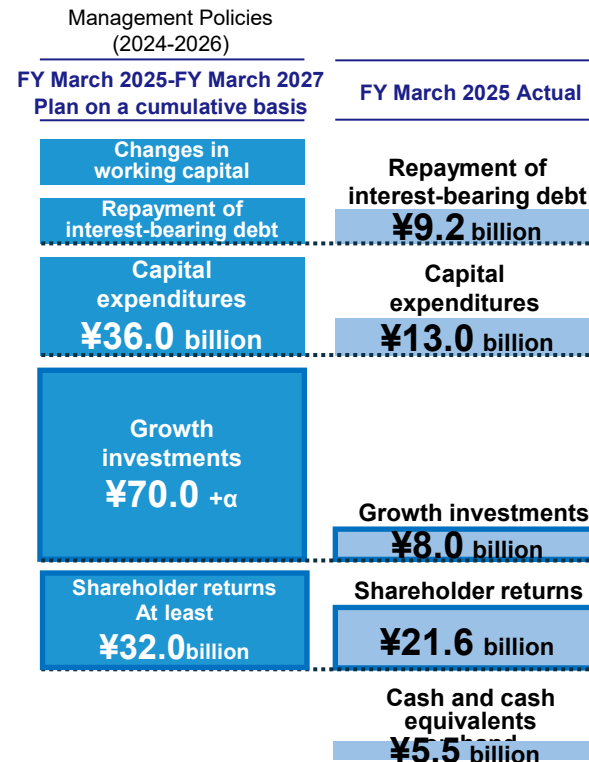 Management Policies
(2024-2026)
FY March 2025-FY March 2027
Plan on a cumulative basis
FY March 2025 Actual
Changes in
working capital
Repayment of
interest-bearing debt
Repayment of
interest-bearing debt
¥9.2 billion
Capital
expenditures
¥36.0 billion
Capital
expenditures
¥13.0 billion
Growth
investments
¥70.0 +α
Growth investments
¥8.0 billion
Shareholder returns
At least
¥32.0billion
Shareholder returns
¥21.6 billion
Cash and cash
equivalents
¥5.5 billion